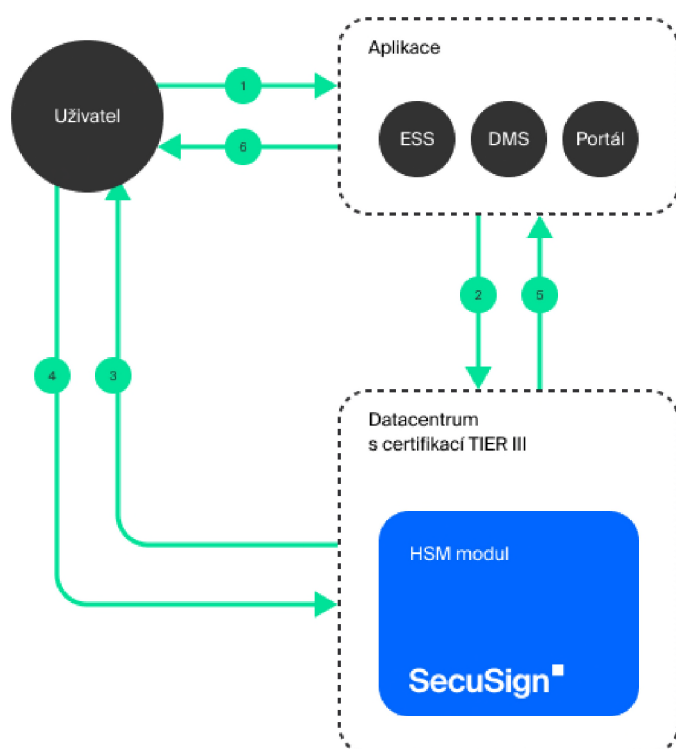 Aplikace
Uživatel
1
ESS
DMS
Portál
6
2
5
4
3
Datacentrum
s certifikací TIER III
HSM modul
SecuSign